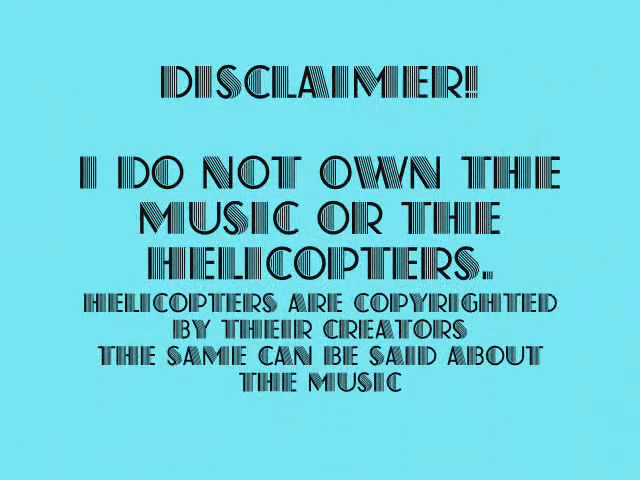 DISCLAIMER!
I DO NOT OWN THE
MUSIC OR THE
HELICOPTERS.
HELICOPTERS ARE COPYRIGHTED
BY THEIR CREATORS
THE SAME CAN BE SAID ABOUT
THE MUSIC